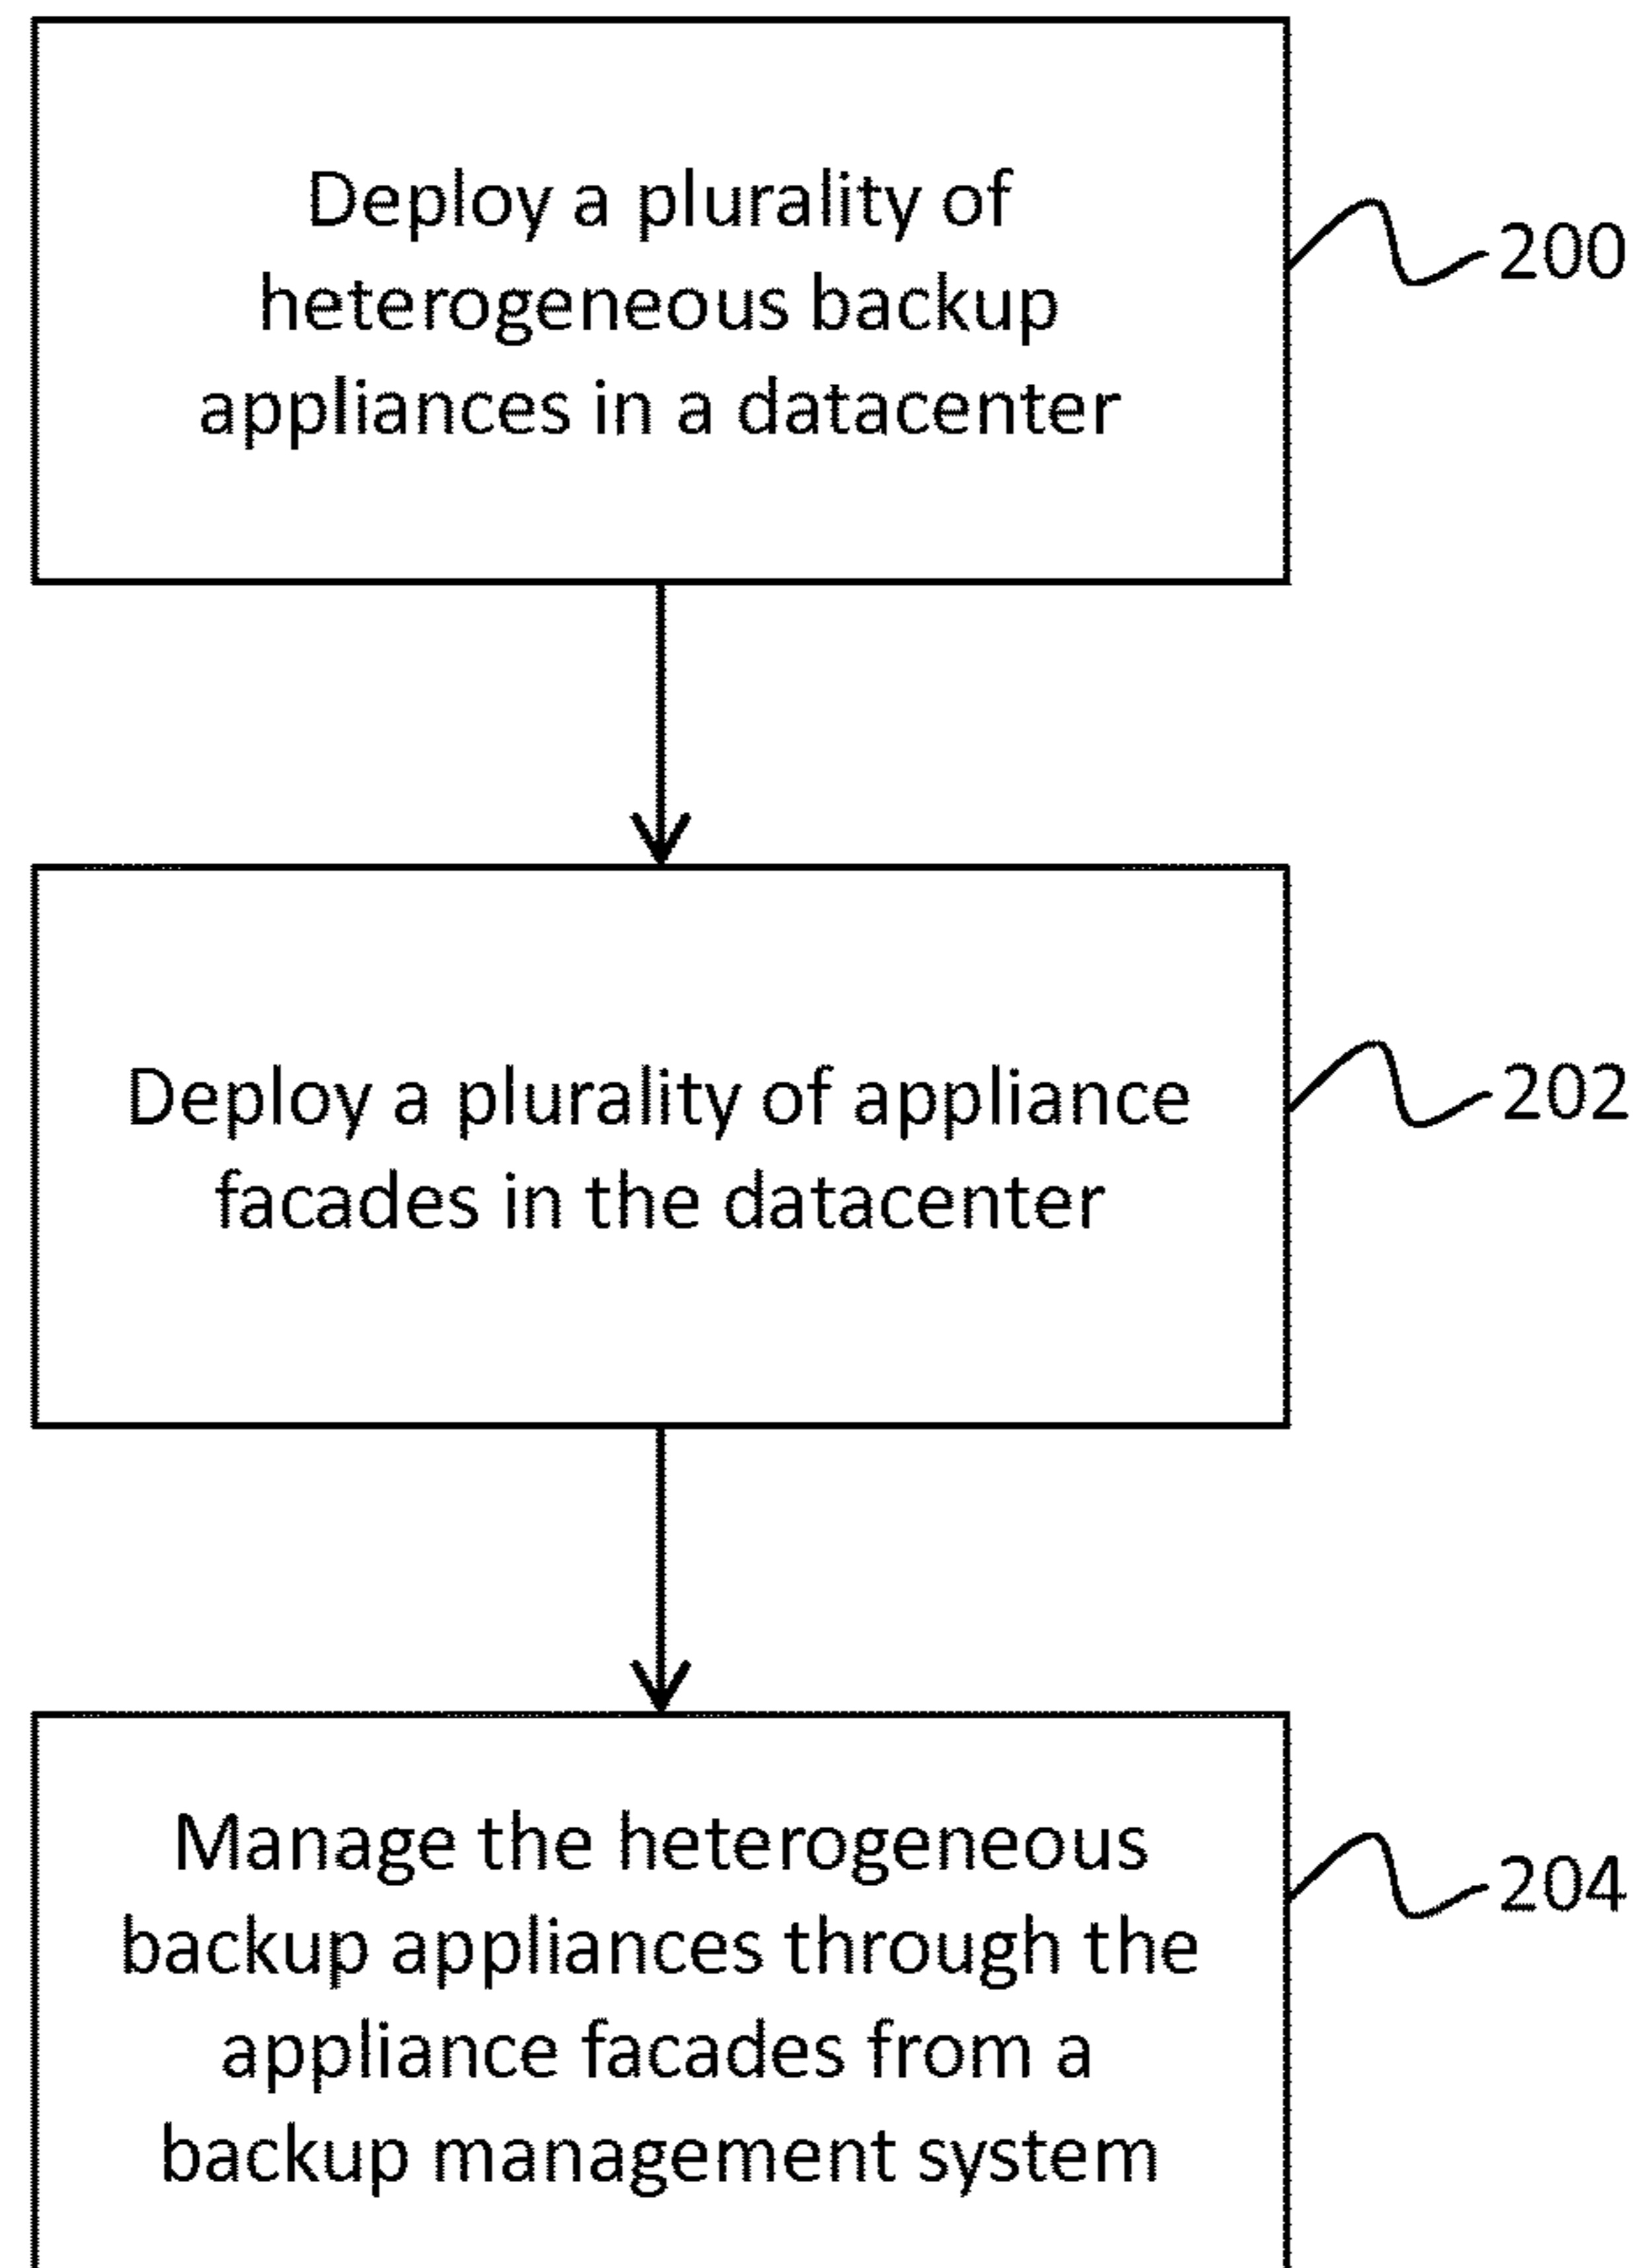 Deploy a plurality of
heterogeneous backup
appliances in a datacenter
200
Deploy a plurality of appliance
facades in the datacenter
202
Manage the heterogeneous
backup appliances through the
appliance facades from a
backup management system
204